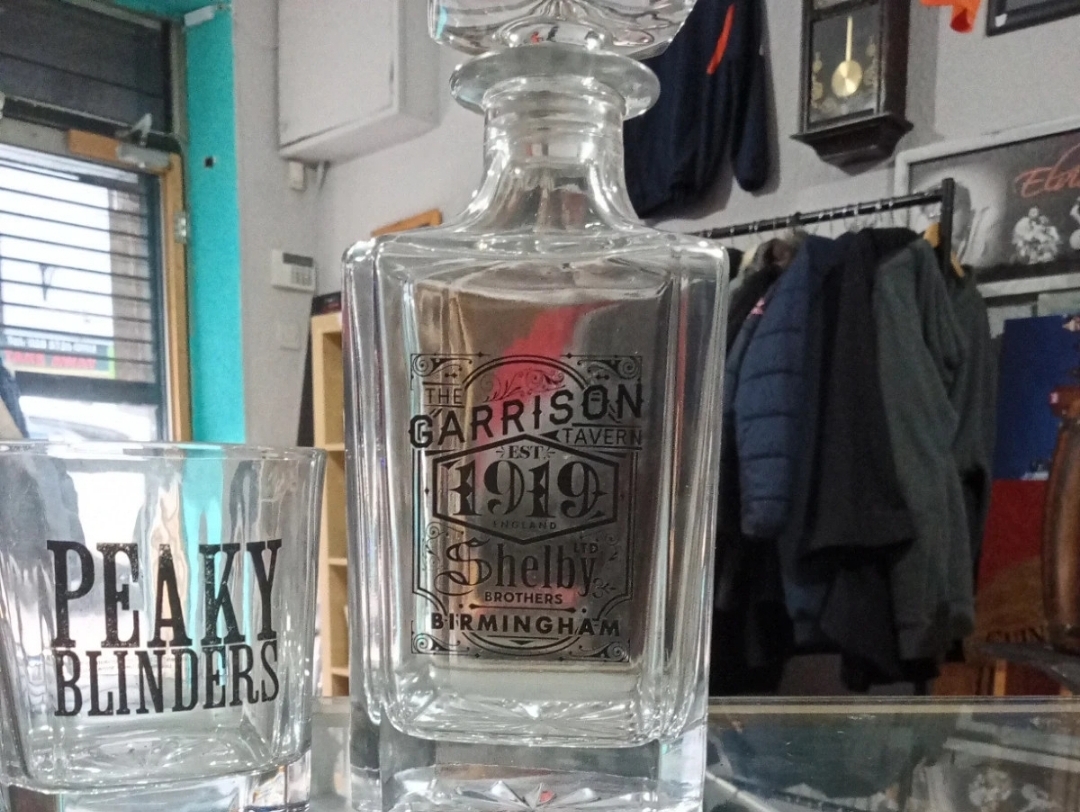 THE
GARRISON
TAVERN
EST
1919
ENGLAND
Shelby LTD
BROTHERS
BIRMINGHAM
PEAKY
BLINDERS